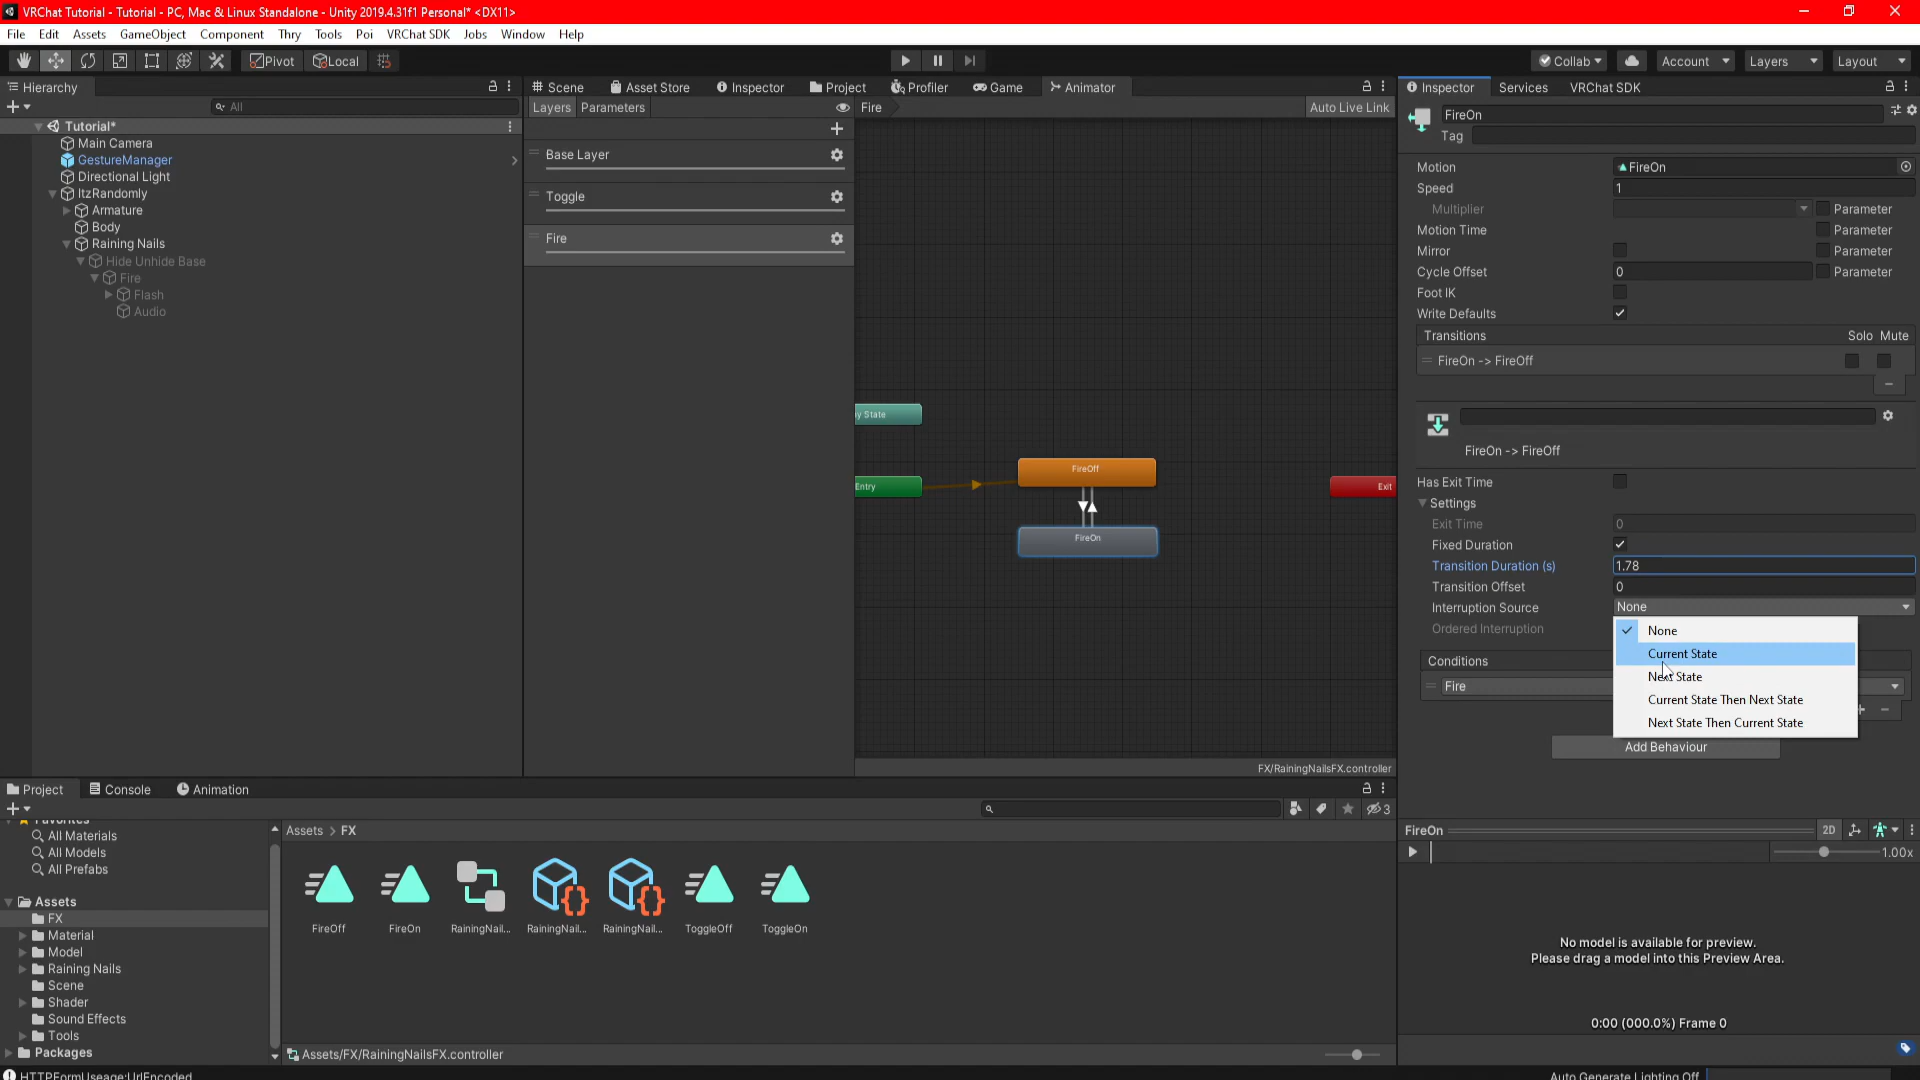 VRChat Tutorial - Tutorial - PC, Mac & Linux Standalone - Unity 2019.4.31f1 Personal* <DX11>
File Edit Assets GameObject Component Thry Tools Poi VRChat SDK Jobs Window Help
Pivot Local Collab Account Layers Layout
Hierarchy
All
Tutorial*
Main Camera
GestureManager
Directional Light
ItzRandomly
Armature
Body
Raining Nails
Hide Unhide Base
Fire
Flash
Audio
Scene Asset Store Inspector Project Profiler Game Animator
Layers Parameters Fire Auto Live Link
Base Layer
Toggle
Fire
y State
Entry
FireOff
FireOn
Exit
FX/RainingNailsFX.controller
Inspector Services VRChat SDK
FireOn
Tag
Motion FireOn
Speed 1
Multiplier Parameter
Motion Time Parameter
Mirror Parameter
Cycle Offset 0 Parameter
Foot IK
Write Defaults
Transitions Solo Mute
FireOn -> FireOff
FireOn -> FireOff
Has Exit Time
Settings
Exit Time 0
Fixed Duration
Transition Duration (s) 1.78
Transition Offset 0
Interruption Source None
Ordered Interruption
None
Current State
Next State
Current State Then Next State
Next State Then Current State
Conditions
Fire
Add Behaviour
FireOn 2D
1.00x
No model is available for preview.
Please drag a model into this Preview Area.
0:00 (000.0%) Frame 0
Project Console Animation
3
Favorites
All Materials
All Models
All Prefabs
Assets
FX
Material
Model
Raining Nails
Scene
Shader
Sound Effects
Tools
Packages
Assets > FX
FireOff FireOn RainingNail... RainingNail... RainingNail... ToggleOff ToggleOn
Assets/FX/RainingNailsFX.controller
HTTPFormUseage:UrlEncoded
Auto Generate Lighting Off